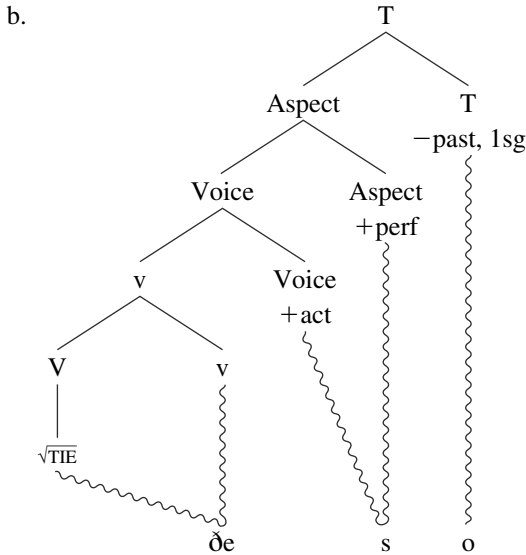 b.
T
Aspect T
−past, 1sg
Voice Aspect
+perf
v Voice
+act
V v
√TIE
ðe s o